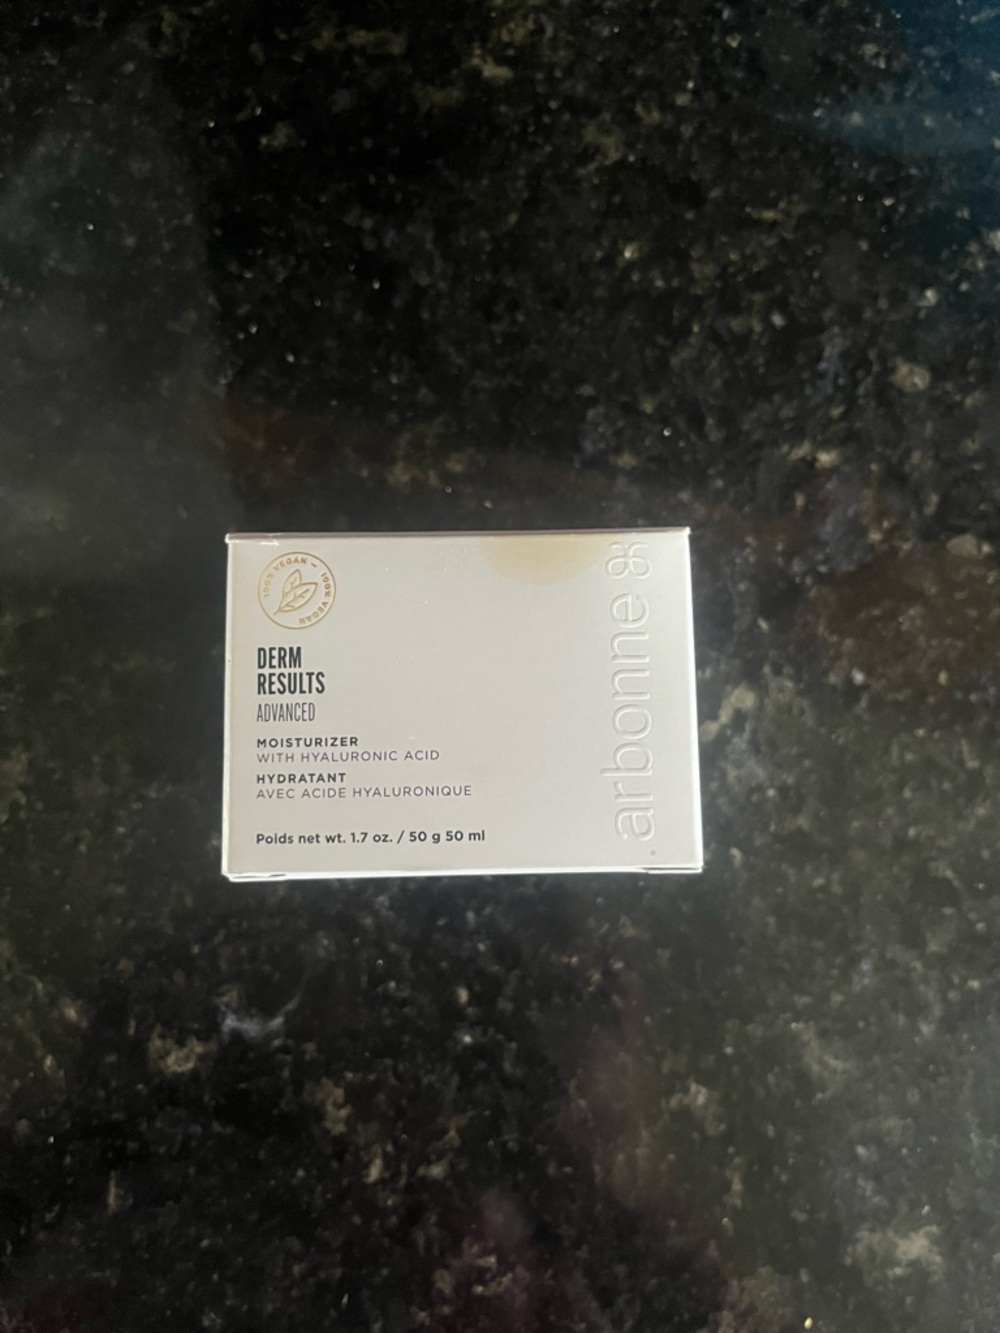 100% VEGAN – 100% VEGAN
DERM
RESULTS
ADVANCED
MOISTURIZER
WITH HYALURONIC ACID
HYDRATANT
AVEC ACIDE HYALURONIQUE
Poids net wt. 1.7 oz. / 50 g 50 ml
arbonne